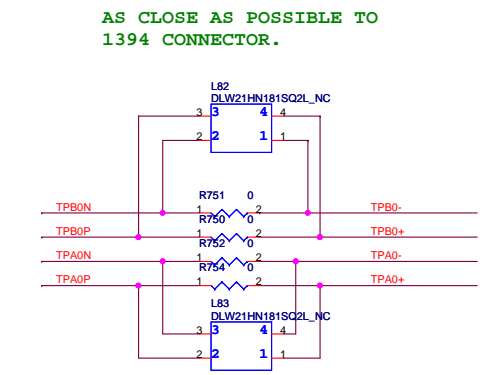 AS CLOSE AS POSSIBLE TO
1394 CONNECTOR.
L82
DLW21HN181SQ2L_NC
3 3 4 4
2 2 1 1
R751 0
TPB0N 1 2 TPB0-
R750 0
TPB0P 1 2 TPB0+
R752 0
TPA0N 1 2 TPA0-
R754 0
TPA0P 1 2 TPA0+
L83
DLW21HN181SQ2L_NC
3 3 4 4
2 2 1 1